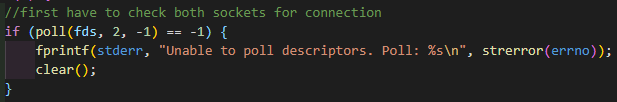 //first have to check both sockets for connection
if (poll(fds, 2, -1) == -1) {
    fprintf(stderr, "Unable to poll descriptors. Poll: %s\n", strerror(errno));
    clear();
}